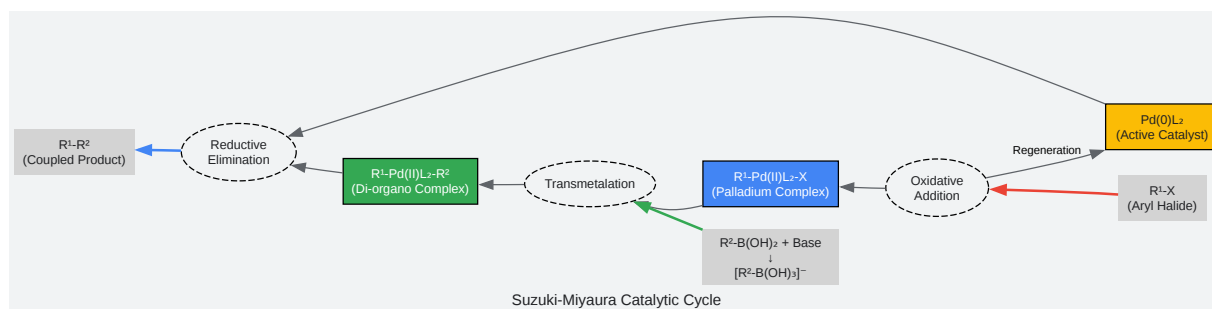 R¹-R²
(Coupled Product)
Reductive
Elimination
R¹-Pd(II)L₂-R²
(Di-organo Complex)
Transmetalation
R¹-Pd(II)L₂-X
(Palladium Complex)
R²-B(OH)₂ + Base
↓
[R²-B(OH)₃]⁻
Oxidative
Addition
Regeneration
Pd(0)L₂
(Active Catalyst)
R¹-X
(Aryl Halide)
Suzuki-Miyaura Catalytic Cycle